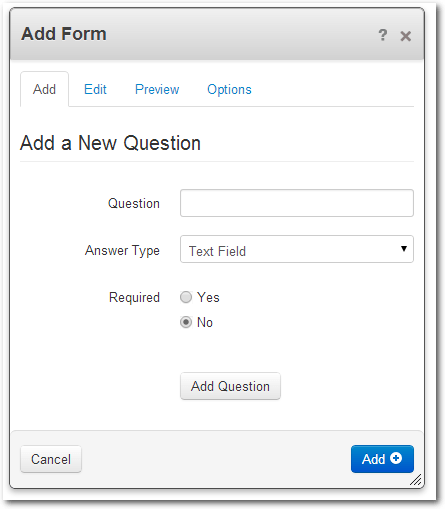 Add Form ?
Add Edit Preview Options
Add a New Question
Question
Answer Type Text Field
Required Yes
No
Add Question
Cancel Add